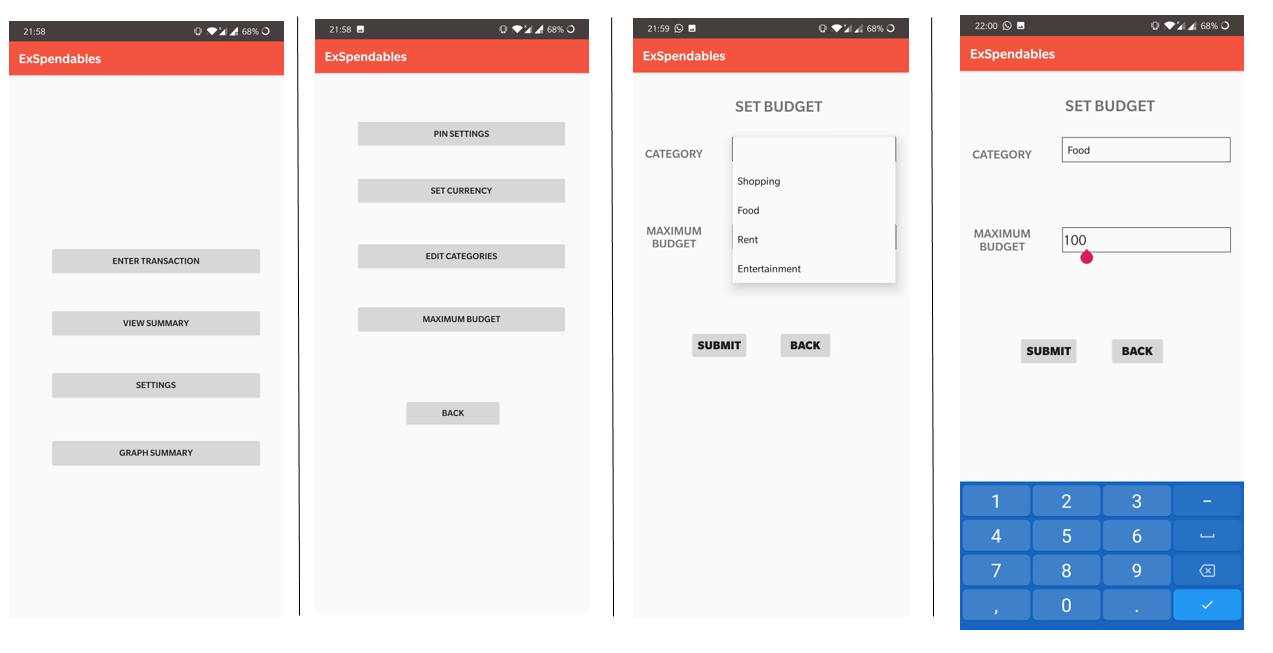 21:58
68%
ExSpendables
ENTER TRANSACTION
VIEW SUMMARY
SETTINGS
GRAPH SUMMARY
21:58
68%
ExSpendables
PIN SETTINGS
SET CURRENCY
EDIT CATEGORIES
MAXIMUM BUDGET
BACK
21:59
68%
ExSpendables
SET BUDGET
CATEGORY
Shopping
Food
Rent
Entertainment
MAXIMUM
BUDGET
SUBMIT
BACK
22:00
68%
ExSpendables
SET BUDGET
CATEGORY
Food
MAXIMUM
BUDGET
100
SUBMIT
BACK
1 2 3 -
4 5 6
7 8 9
, 0 .